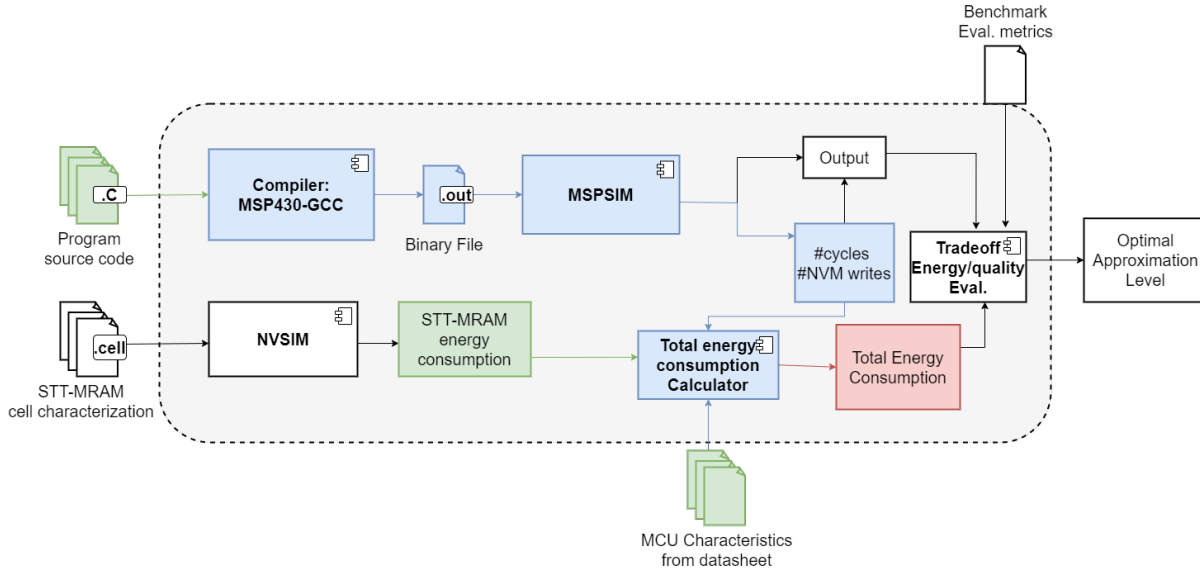 Benchmark
Eval. metrics
.C
Program
source code
Compiler:
MSP430-GCC
.out
Binary File
MSPSIM
Output
#cycles
#NVM writes
Tradeoff
Energy/quality
Eval.
Optimal
Approximation
Level
.cell
STT-MRAM
cell characterization
NVSIM
STT-MRAM
energy
consumption
Total energy
consumption
Calculator
Total Energy
Consumption
MCU Characteristics
from datasheet